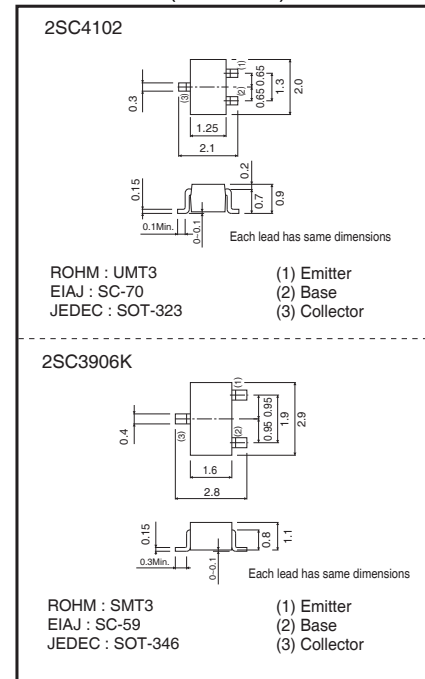 2SC4102
(1)
(2)
(3)
0.3
0.65 0.65
1.3
2.0
1.25
2.1
0.2
0.15
0.7
0.9
0.1Min.
0~0.1
Each lead has same dimensions
ROHM : UMT3
EIAJ : SC-70
JEDEC : SOT-323
(1) Emitter
(2) Base
(3) Collector
2SC3906K
(1)
(2)
(3)
0.4
0.95 0.95
1.9
2.9
1.6
2.8
0.15
0.8
1.1
0.3Min.
0~0.1
Each lead has same dimensions
ROHM : SMT3
EIAJ : SC-59
JEDEC : SOT-346
(1) Emitter
(2) Base
(3) Collector